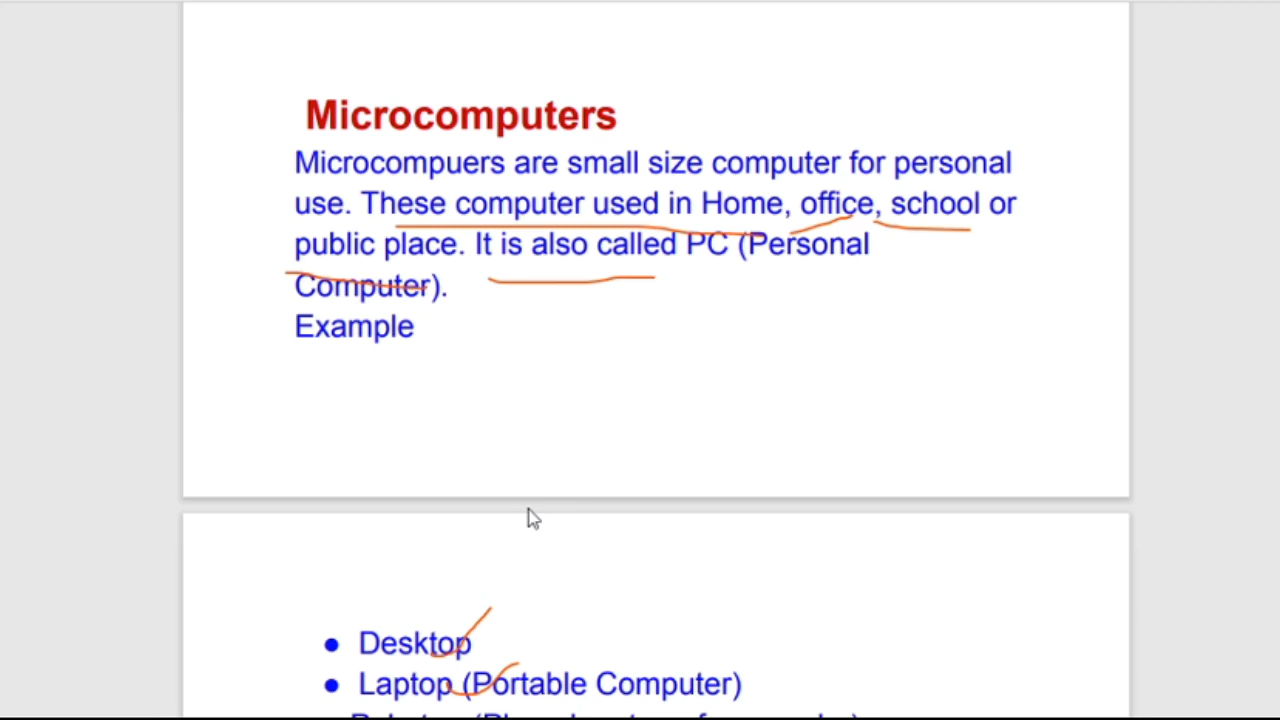 Microcomputers
Microcompuers are small size computer for personal
use. These computer used in Home, office, school or
public place. It is also called PC (Personal
Computer).
Example
Desktop
Laptop (Portable Computer)